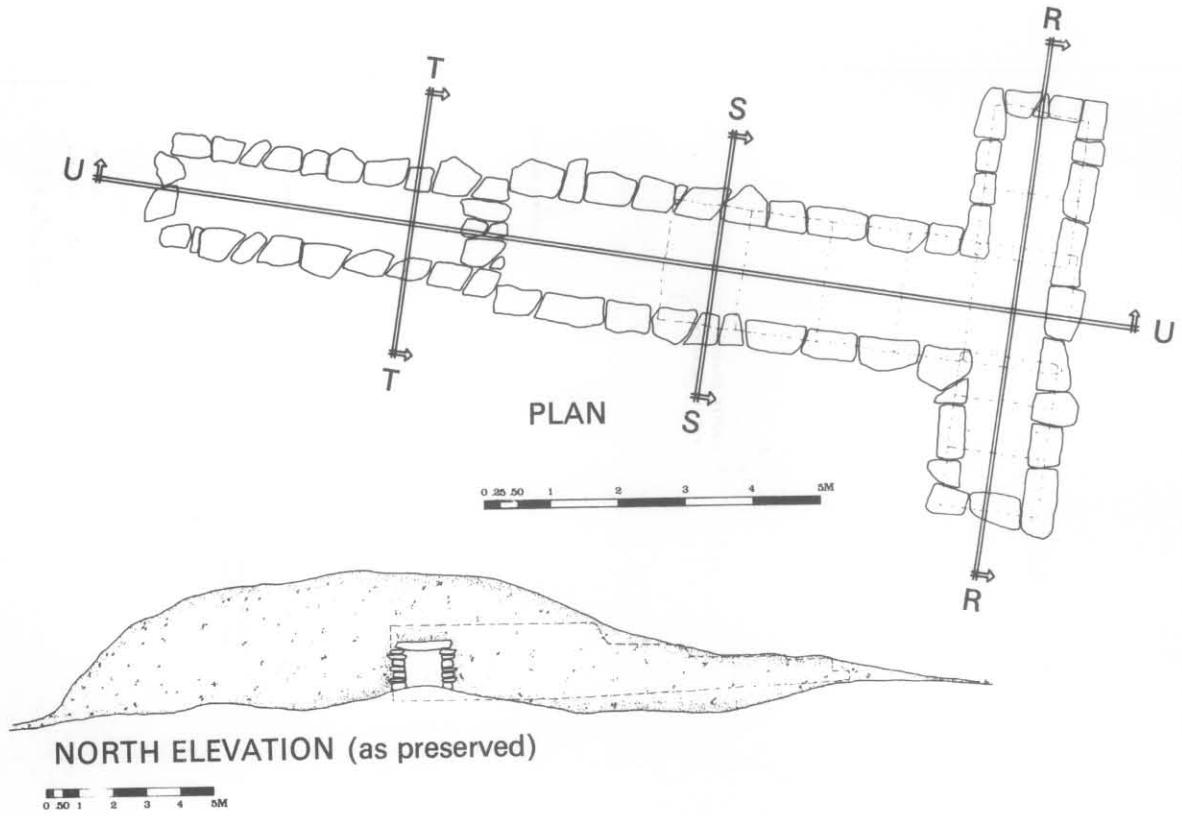 R
T
S
U
U
T
S
PLAN
0 .25 .50 1 2 3 4 5M
R
NORTH ELEVATION (as preserved)
0 .50 1 2 3 4 5M